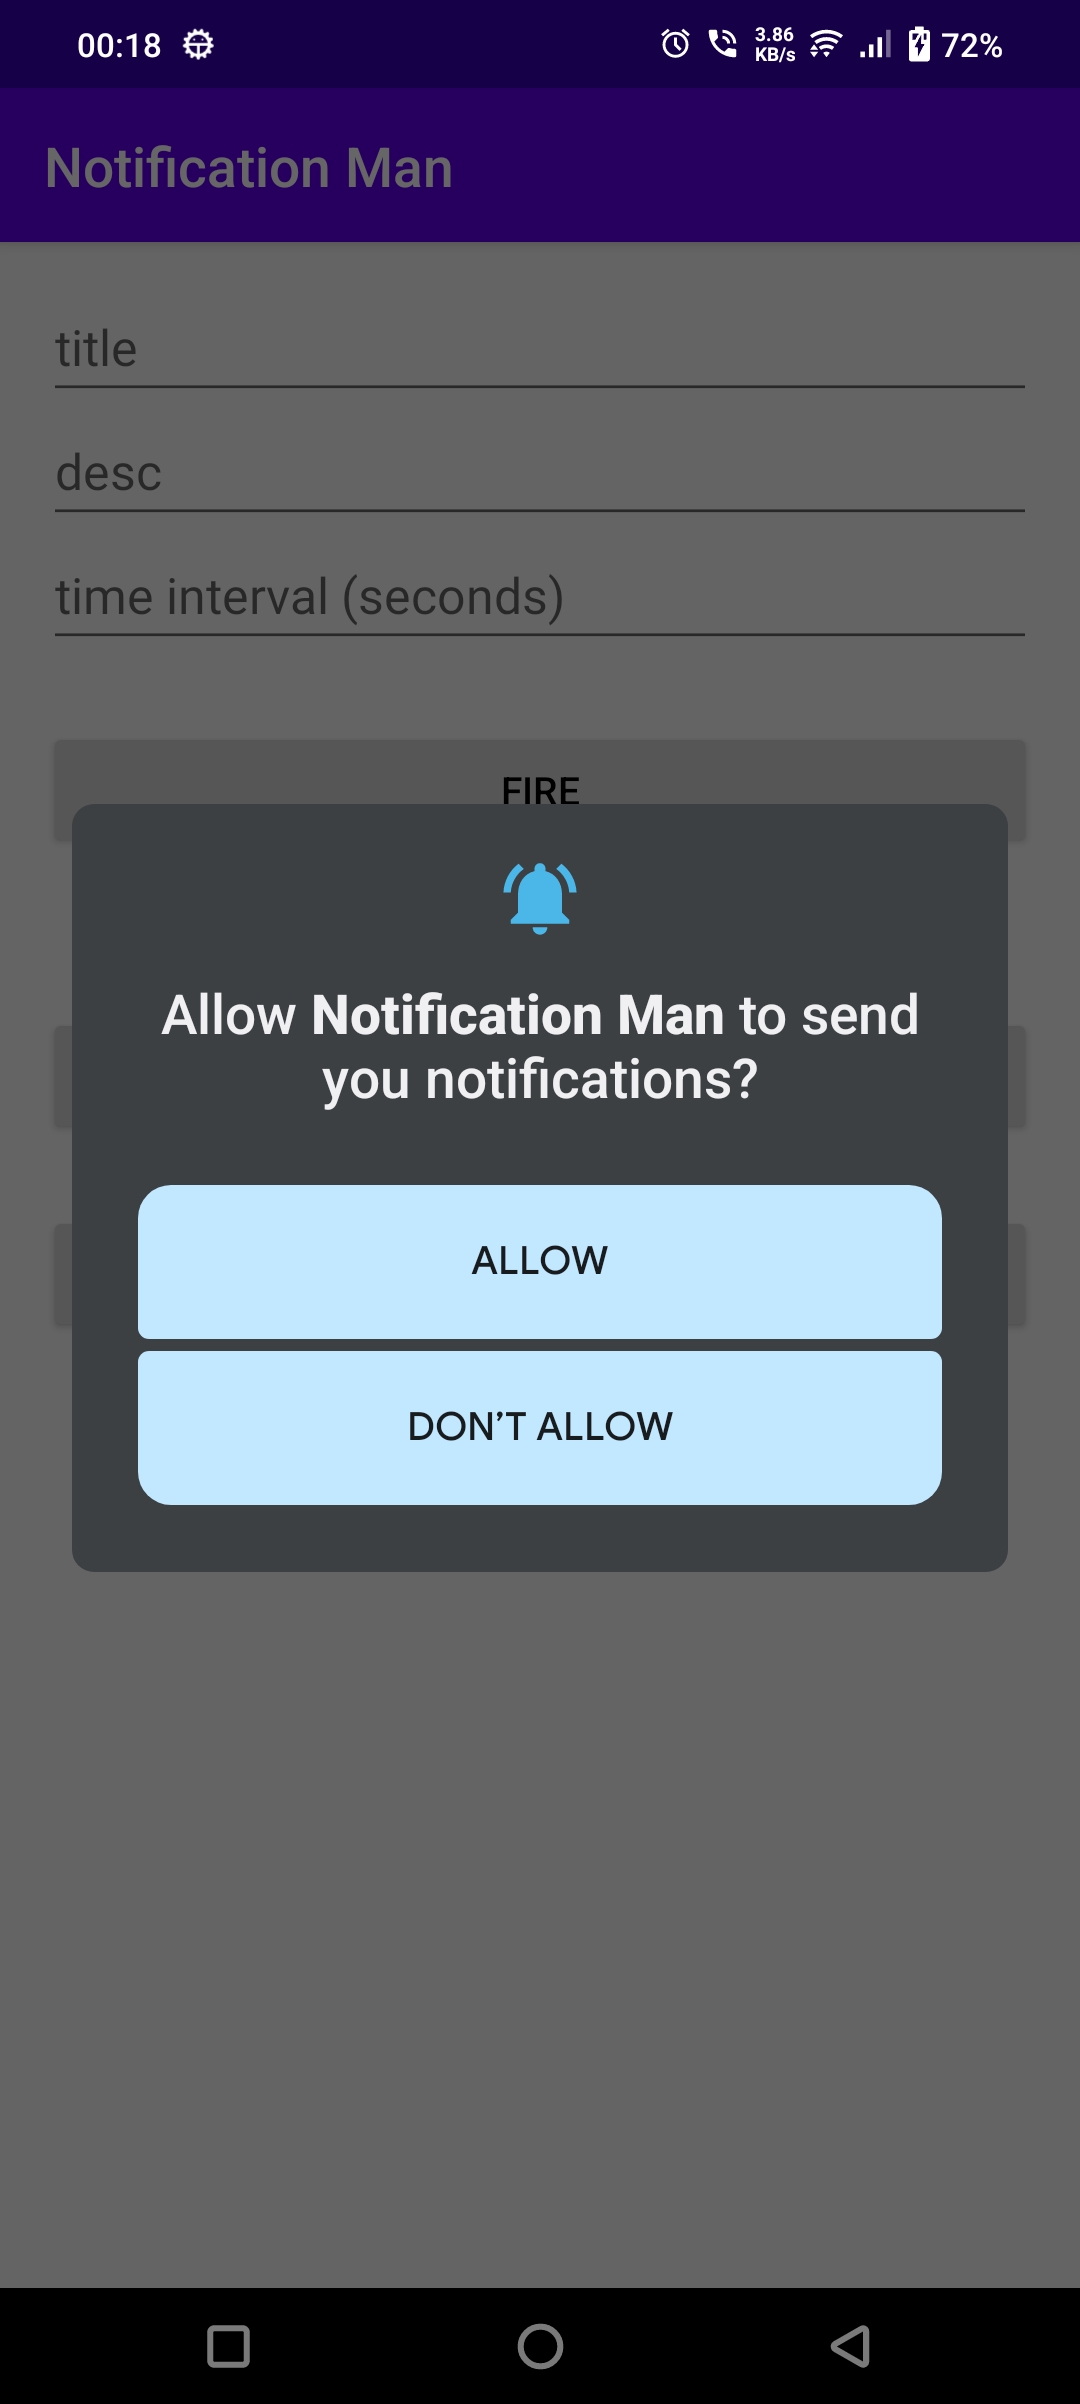 00:18
3.86
KB/s
72%
Notification Man
title
desc
time interval (seconds)
FIRE
Allow Notification Man to send
you notifications?
ALLOW
DON’T ALLOW